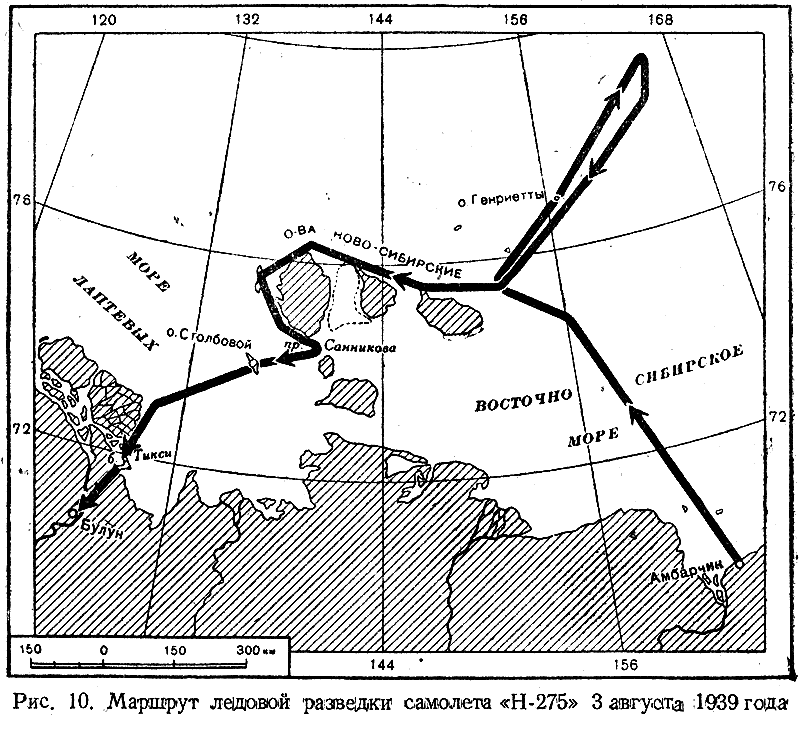 120 132 144 156 168
76 76
о Генриетты
О-ВА НОВО-СИБИРСКИЕ
МОРЕ
ЛАПТЕВЫХ
о. Столбовой
пр. Санникова
ВОСТОЧНО
СИБИРСКОЕ
МОРЕ
72 72
б. Тикси
Булун
Амбарчик
150 0 150 300 км
144 156
Рис. 10. Маршрут ледовой разведки самолета «Н-275» 3 августа 1939 года